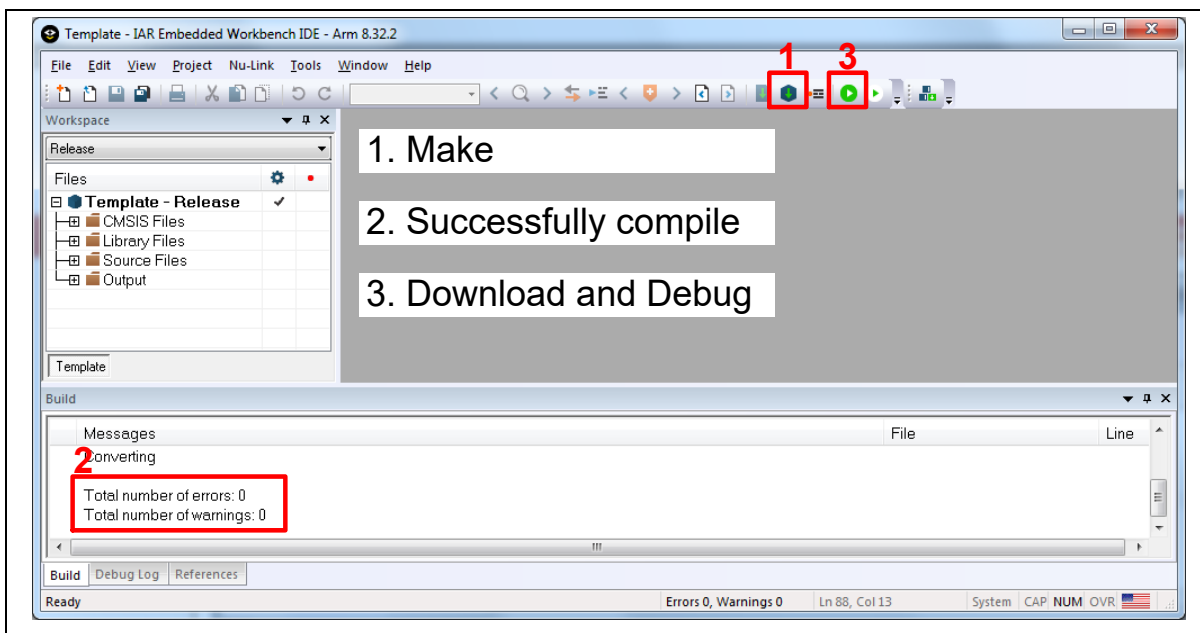 Template - IAR Embedded Workbench IDE - Arm 8.32.2
File Edit View Project Nu-Link Tools Window Help
1
3
Workspace
Release
Files
Template - Release
CMSIS Files
Library Files
Source Files
Output
Template
1. Make
2. Successfully compile
3. Download and Debug
Build
Messages File Line
Converting
2
Total number of errors: 0
Total number of warnings: 0
Build Debug Log References
Ready Errors 0, Warnings 0 Ln 88, Col 13 System CAP NUM OVR